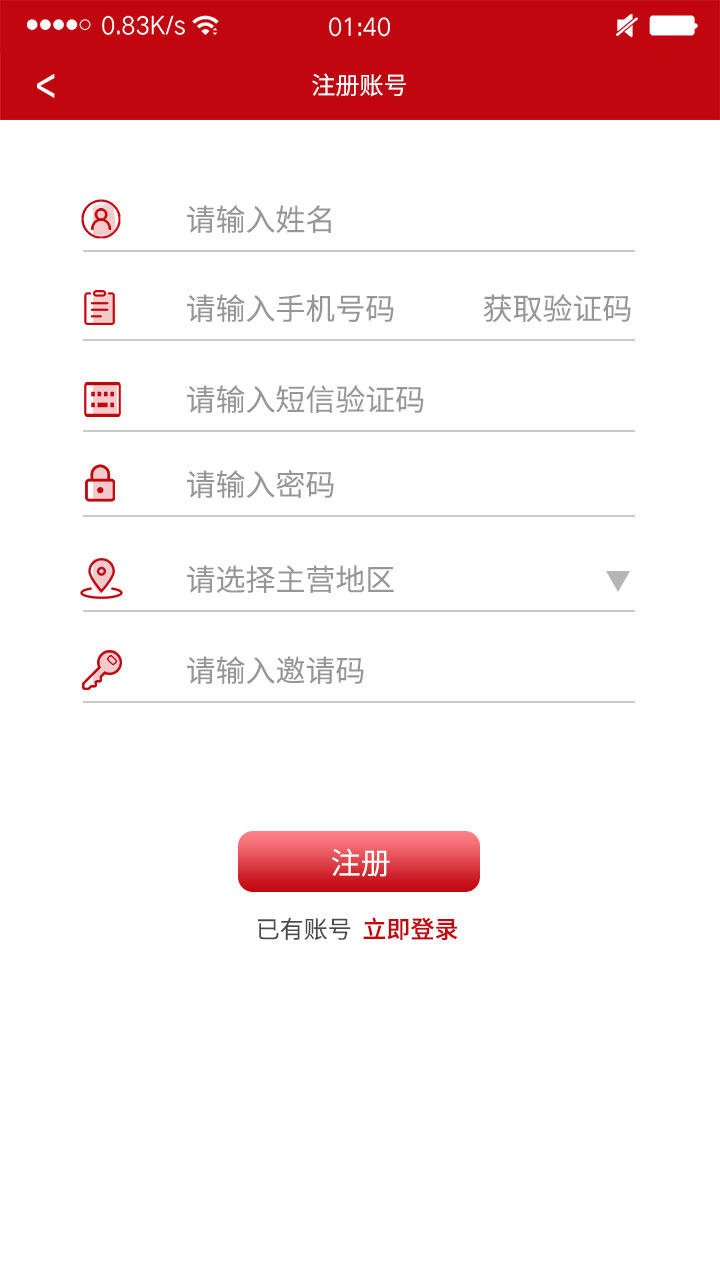 0.83K/s 01:40
< 注册账号
请输入姓名
请输入手机号码 获取验证码
请输入短信验证码
请输入密码
请选择主营地区
请输入邀请码
注册
已有账号 立即登录